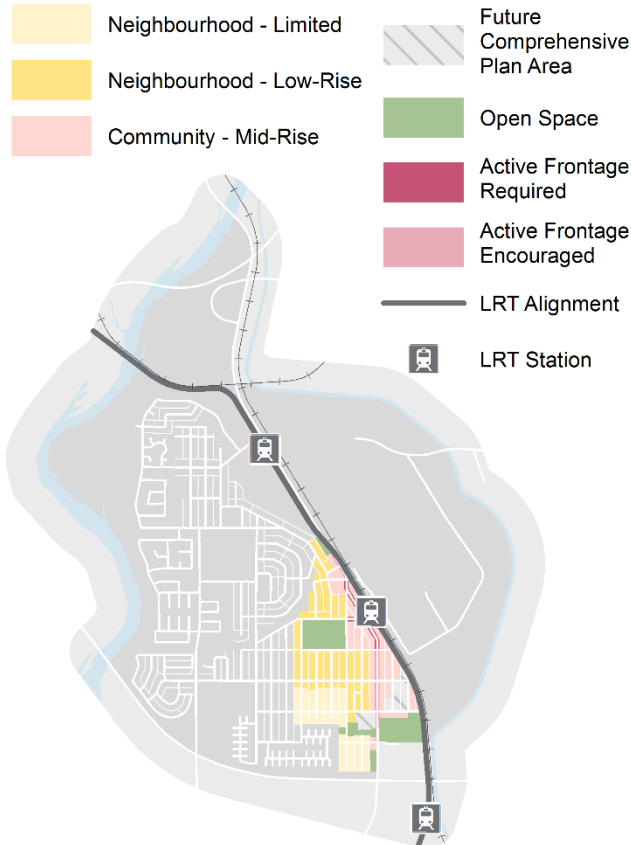 Neighbourhood - Limited
Neighbourhood - Low-Rise
Community - Mid-Rise
Future
Comprehensive
Plan Area
Open Space
Active Frontage
Required
Active Frontage
Encouraged
LRT Alignment
LRT Station